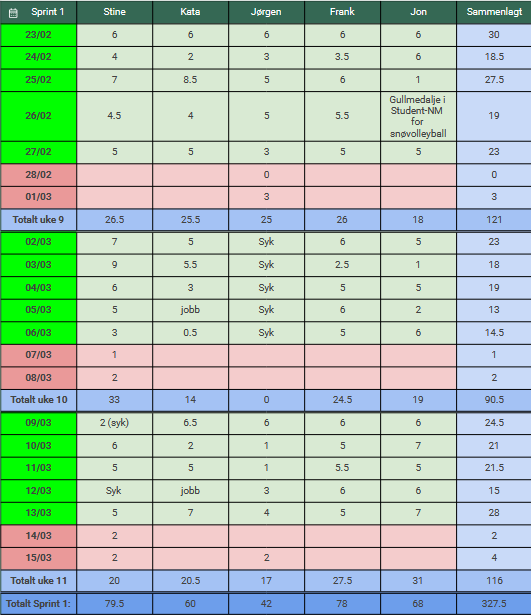 Sprint 1 Stine Kata Jørgen Frank Jon Sammenlagt
23/02 6 6 6 6 6 30
24/02 4 2 3 3.5 6 18.5
25/02 7 8.5 5 6 1 27.5
26/02 4.5 4 5 5.5 Gullmedalje i 19
Student-NM
for
snøvolleyball
27/02 5 5 3 5 5 23
28/02 0 0
01/03 3 3
Totalt uke 9 26.5 25.5 25 26 18 121
02/03 7 5 Syk 6 5 23
03/03 9 5.5 Syk 2.5 1 18
04/03 6 3 Syk 5 5 19
05/03 5 jobb Syk 6 2 13
06/03 3 0.5 Syk 5 6 14.5
07/03 1 1
08/03 2 2
Totalt uke 10 33 14 0 24.5 19 90.5
09/03 2 (syk) 6.5 6 6 6 24.5
10/03 6 2 1 5 7 21
11/03 5 5 1 5.5 5 21.5
12/03 Syk jobb 3 6 6 15
13/03 5 7 4 5 7 28
14/03 2 2
15/03 2 2 4
Totalt uke 11 20 20.5 17 27.5 31 116
Totalt Sprint 1: 79.5 60 42 78 68 327.5